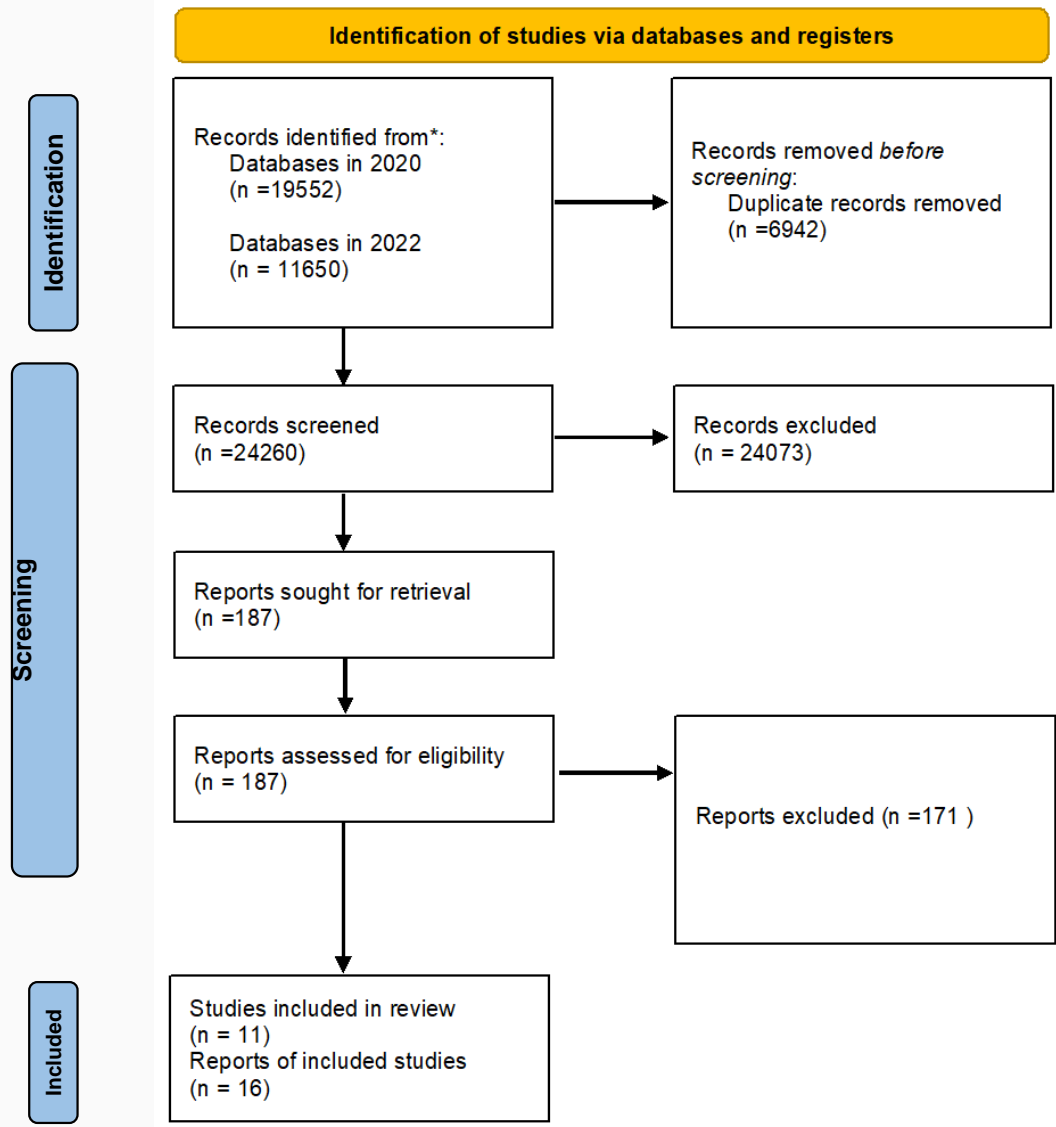 Identification of studies via databases and registers
Identification
Records identified from*:
Databases in 2020
(n =19552)
Databases in 2022
(n = 11650)
Records removed before
screening:
Duplicate records removed
(n =6942)
Screening
Records screened
(n =24260)
Records excluded
(n = 24073)
Reports sought for retrieval
(n =187)
Reports assessed for eligibility
(n = 187)
Reports excluded (n =171 )
Included
Studies included in review
(n = 11)
Reports of included studies
(n = 16)